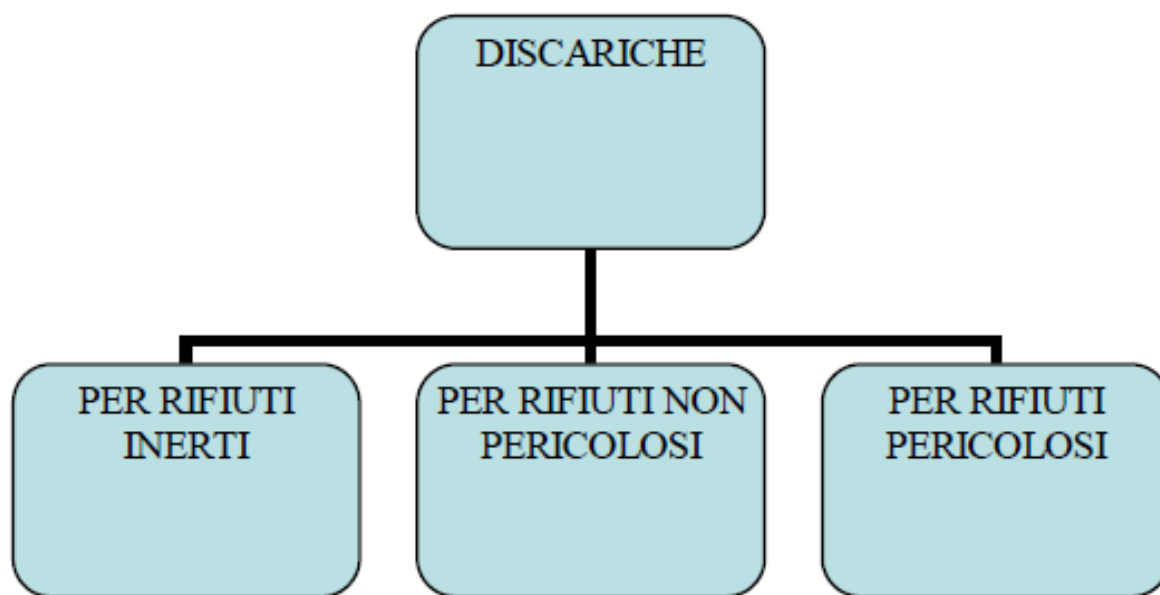 DISCARICHE
PER RIFIUTI
INERTI
PER RIFIUTI NON
PERICOLOSI
PER RIFIUTI
PERICOLOSI